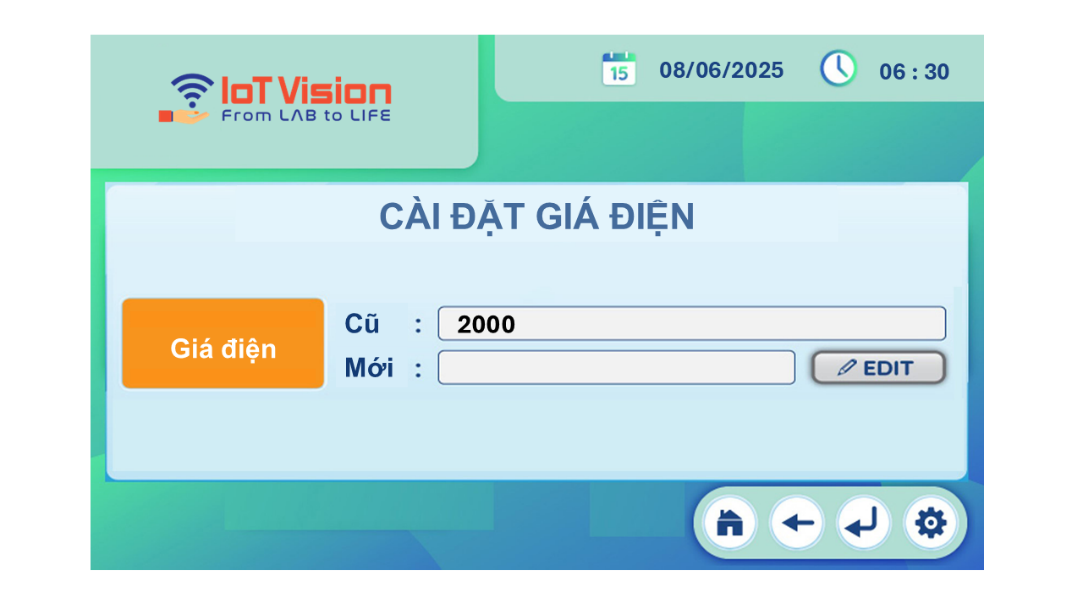 IoT Vision
From LAB to LIFE
15
08/06/2025
06 : 30
CÀI ĐẶT GIÁ ĐIỆN
Giá điện
Cũ : 2000
Mới :
EDIT